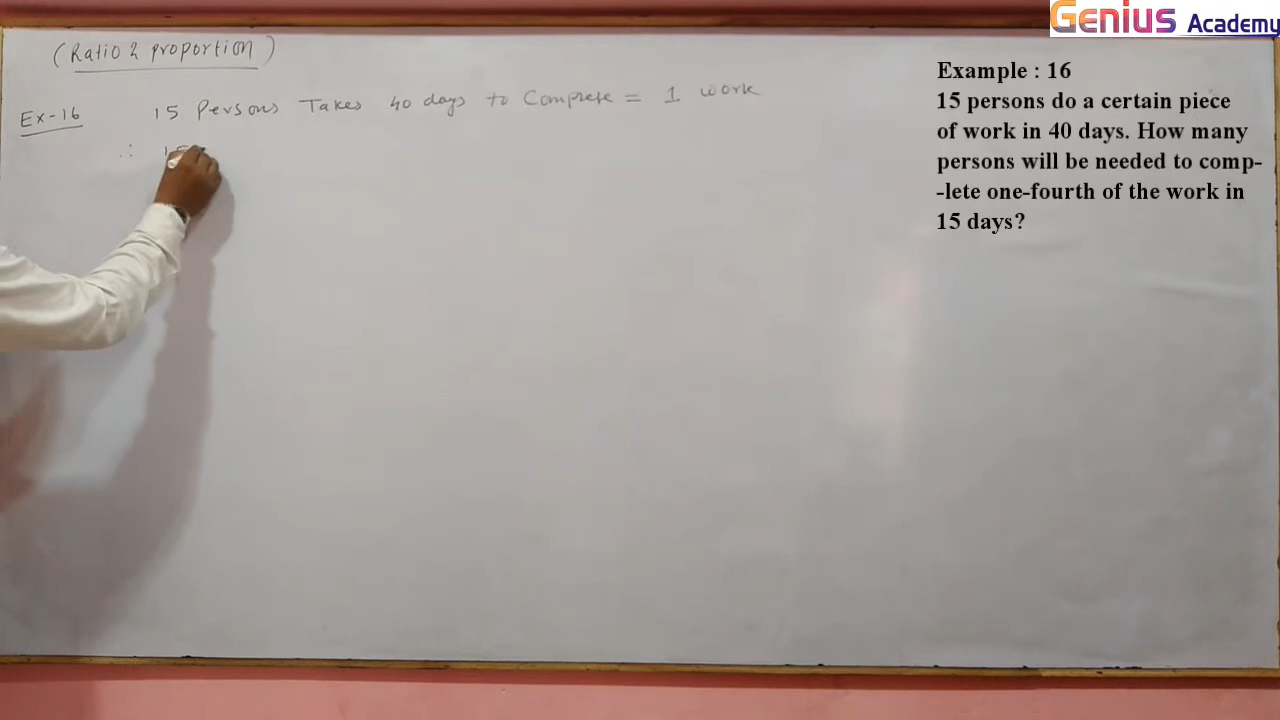 Genius Academy
(Ratio & proportion)
Ex-16 15 Persons Takes 40 days to Complete = 1 work
∴ 15
Example : 16
15 persons do a certain piece
of work in 40 days. How many
persons will be needed to comp-
-lete one-fourth of the work in
15 days?